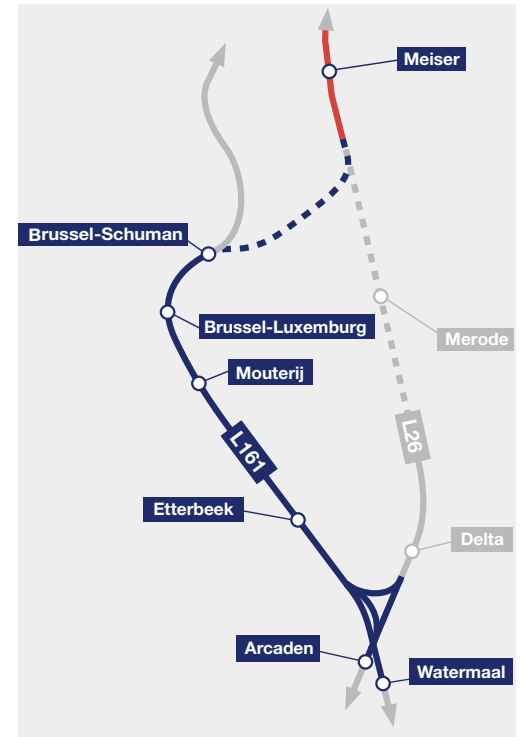 Meiser
Brussel-Schuman
Brussel-Luxemburg
Merode
Mouterij
L26
L161
Etterbeek
Delta
Arcaden
Watermaal